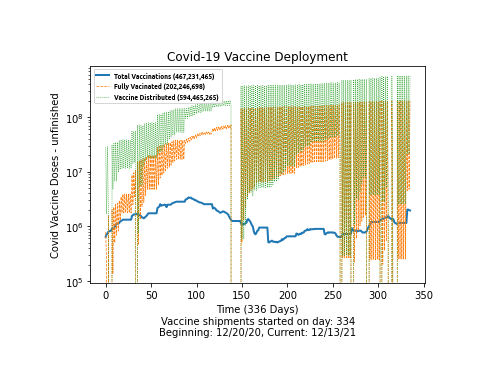 Covid-19 Vaccine Deployment
Total Vaccinations (467,231,465)
Fully Vacinated (202,246,698)
Vaccine Distributed (594,465,265)
Covid Vaccine Doses - unfinished
10⁸
10⁷
10⁶
10⁵
0 50 100 150 200 250 300 350
Time (336 Days)
Vaccine shipments started on day: 334
Beginning: 12/20/20, Current: 12/13/21